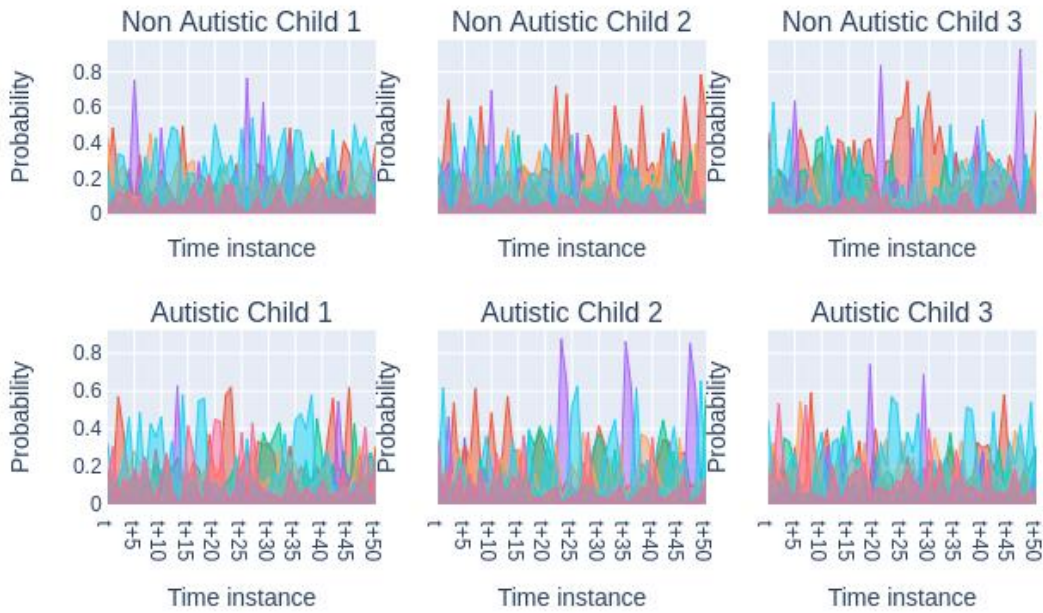 Non Autistic Child 1
Non Autistic Child 2
Non Autistic Child 3
Probability
0.8
0.6
0.4
0.2
0
Probability
Probability
Time instance
Time instance
Time instance
Autistic Child 1
Autistic Child 2
Autistic Child 3
Probability
0.8
0.6
0.4
0.2
0
Probability
Probability
t
t+5
t+10
t+15
t+20
t+25
t+30
t+35
t+40
t+45
t+50
t
t+5
t+10
t+15
t+20
t+25
t+30
t+35
t+40
t+45
t+50
t
t+5
t+10
t+15
t+20
t+25
t+30
t+35
t+40
t+45
t+50
Time instance
Time instance
Time instance